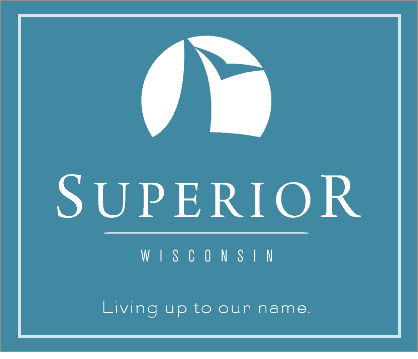 SUPERIOR
WISCONSIN
Living up to our name.